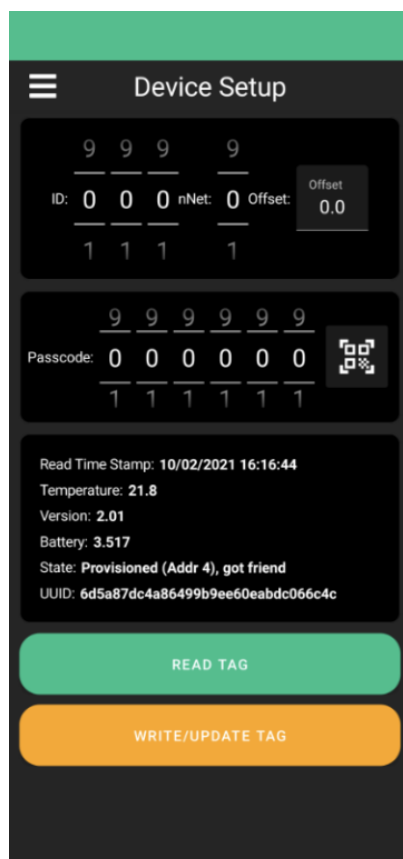 Device Setup
9 9 9 9
ID: 0 0 0 nNet: 0 Offset: Offset 0.0
1 1 1 1
9 9 9 9 9 9
Passcode: 0 0 0 0 0 0
1 1 1 1 1 1
Read Time Stamp: 10/02/2021 16:16:44
Temperature: 21.8
Version: 2.01
Battery: 3.517
State: Provisioned (Addr 4), got friend
UUID: 6d5a87dc4a86499b9ee60eabdc066c4c
READ TAG
WRITE/UPDATE TAG